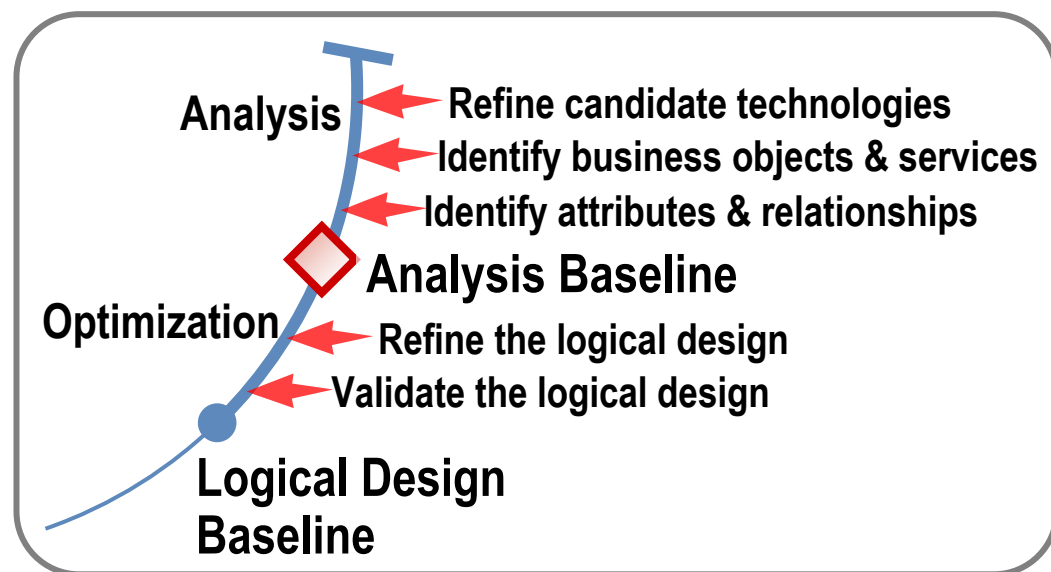 Analysis
Refine candidate technologies
Identify business objects & services
Identify attributes & relationships
Analysis Baseline
Optimization
Refine the logical design
Validate the logical design
Logical Design
Baseline